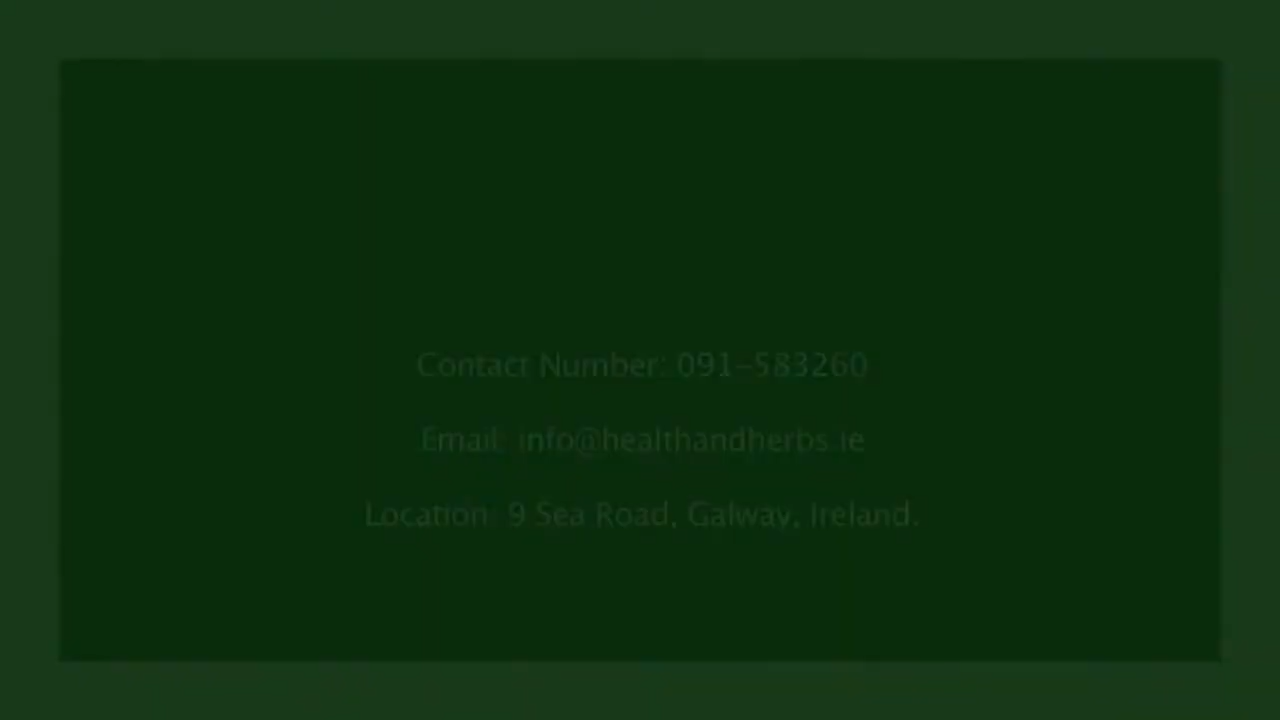 Contact Number: 091-583260
Email: info@healthandherbs.ie
Location: 9 Sea Road, Galway, Ireland.